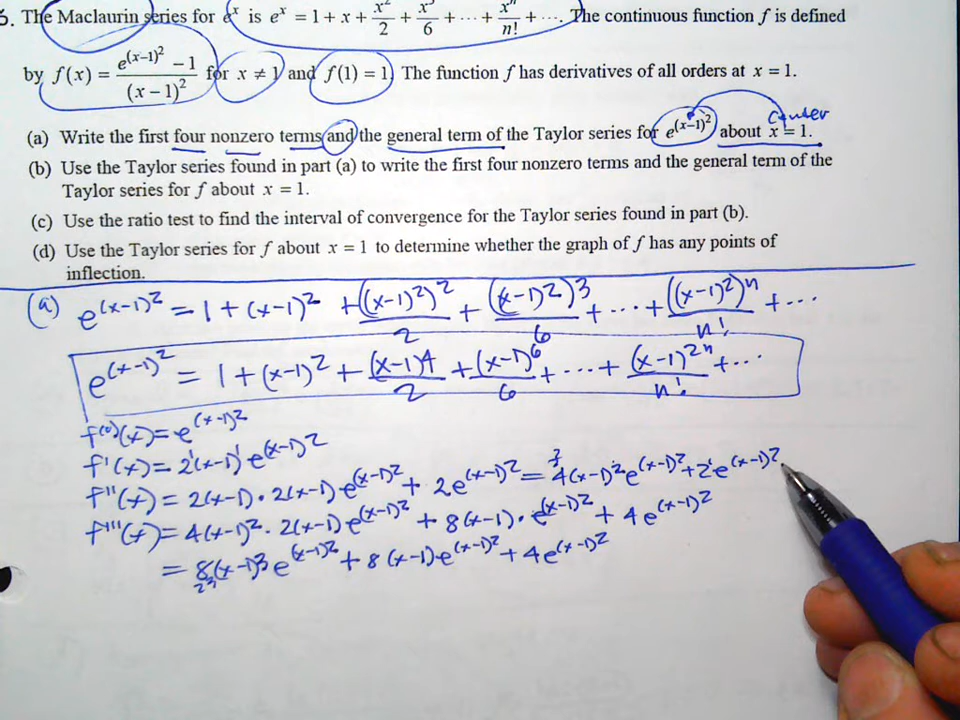 6. The Maclaurin series for e^x is e^x = 1 + x + x^2/2 + x^3/6 + ⋯ + x^n/n! + ⋯. The continuous function f is defined
by f(x) = (e^{(x−1)^2} − 1)/(x − 1)^2 for x ≠ 1 and f(1) = 1. The function f has derivatives of all orders at x = 1.
center
(a) Write the first four nonzero terms and the general term of the Taylor series for e^{(x−1)^2} about x = 1.
(b) Use the Taylor series found in part (a) to write the first four nonzero terms and the general term of the
Taylor series for f about x = 1.
(c) Use the ratio test to find the interval of convergence for the Taylor series found in part (b).
(d) Use the Taylor series for f about x = 1 to determine whether the graph of f has any points of
inflection.
(a) e^{(x-1)^2} = 1 + (x-1)^2 + ((x-1)^2)^2/2 + ((x-1)^2)^3/6 + ⋯ + ((x-1)^2)^n/n! + ⋯
e^{(x-1)^2} = 1 + (x-1)^2 + (x-1)^4/2 + (x-1)^6/6 + ⋯ + (x-1)^{2n}/n! + ⋯
f^{(0)}(x) = e^{(x-1)^2}
f'(x) = 2^1(x-1)^1 e^{(x-1)^2}
f''(x) = 2(x-1)·2(x-1)·e^{(x-1)^2} + 2e^{(x-1)^2} = 4(x-1)^2 e^{(x-1)^2} + 2^1 e^{(x-1)^2}
f'''(x) = 4(x-1)^2 · 2(x-1)e^{(x-1)^2} + 8(x-1)·e^{(x-1)^2} + 4e^{(x-1)^2}
= 8(x-1)^3 e^{(x-1)^2} + 8(x-1)e^{(x-1)^2} + 4e^{(x-1)^2}